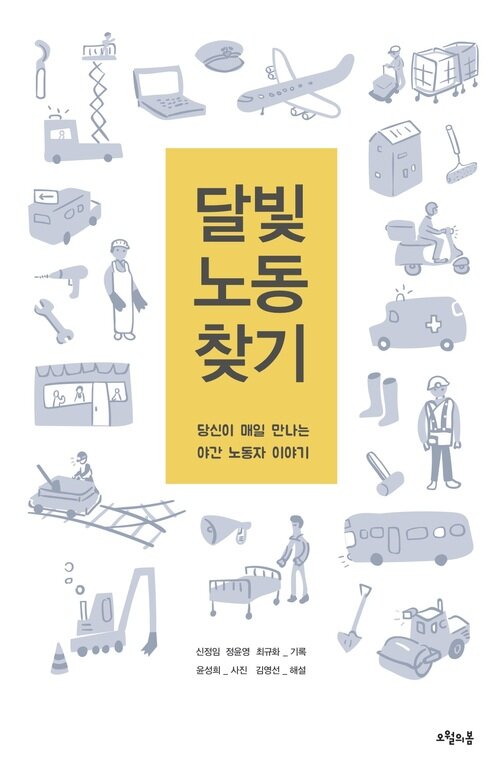 달빛
노동
찾기
당신이 매일 만나는
야간 노동자 이야기
신정임 정윤영 최규화 _ 기록
윤성희 _ 사진 김영선 _ 해설
오월의봄